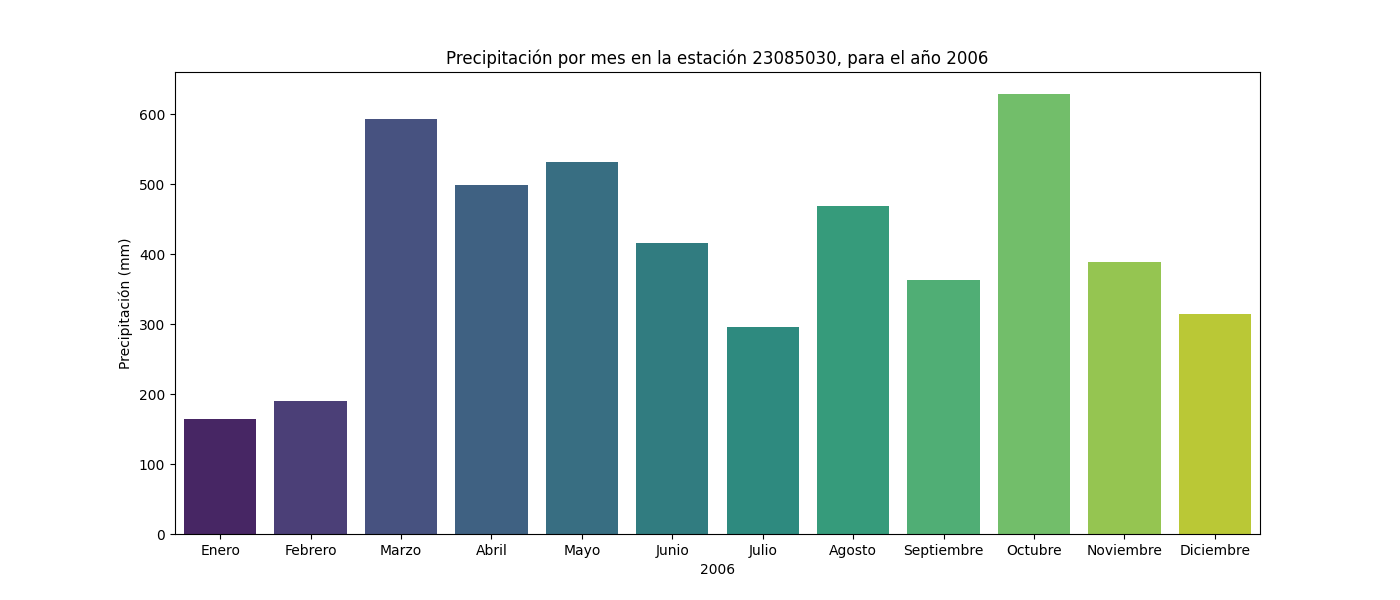 Precipitación por mes en la estación 23085030, para el año 2006
Precipitación (mm)
600
500
400
300
200
100
0
Enero Febrero Marzo Abril Mayo Junio Julio Agosto Septiembre Octubre Noviembre Diciembre
2006